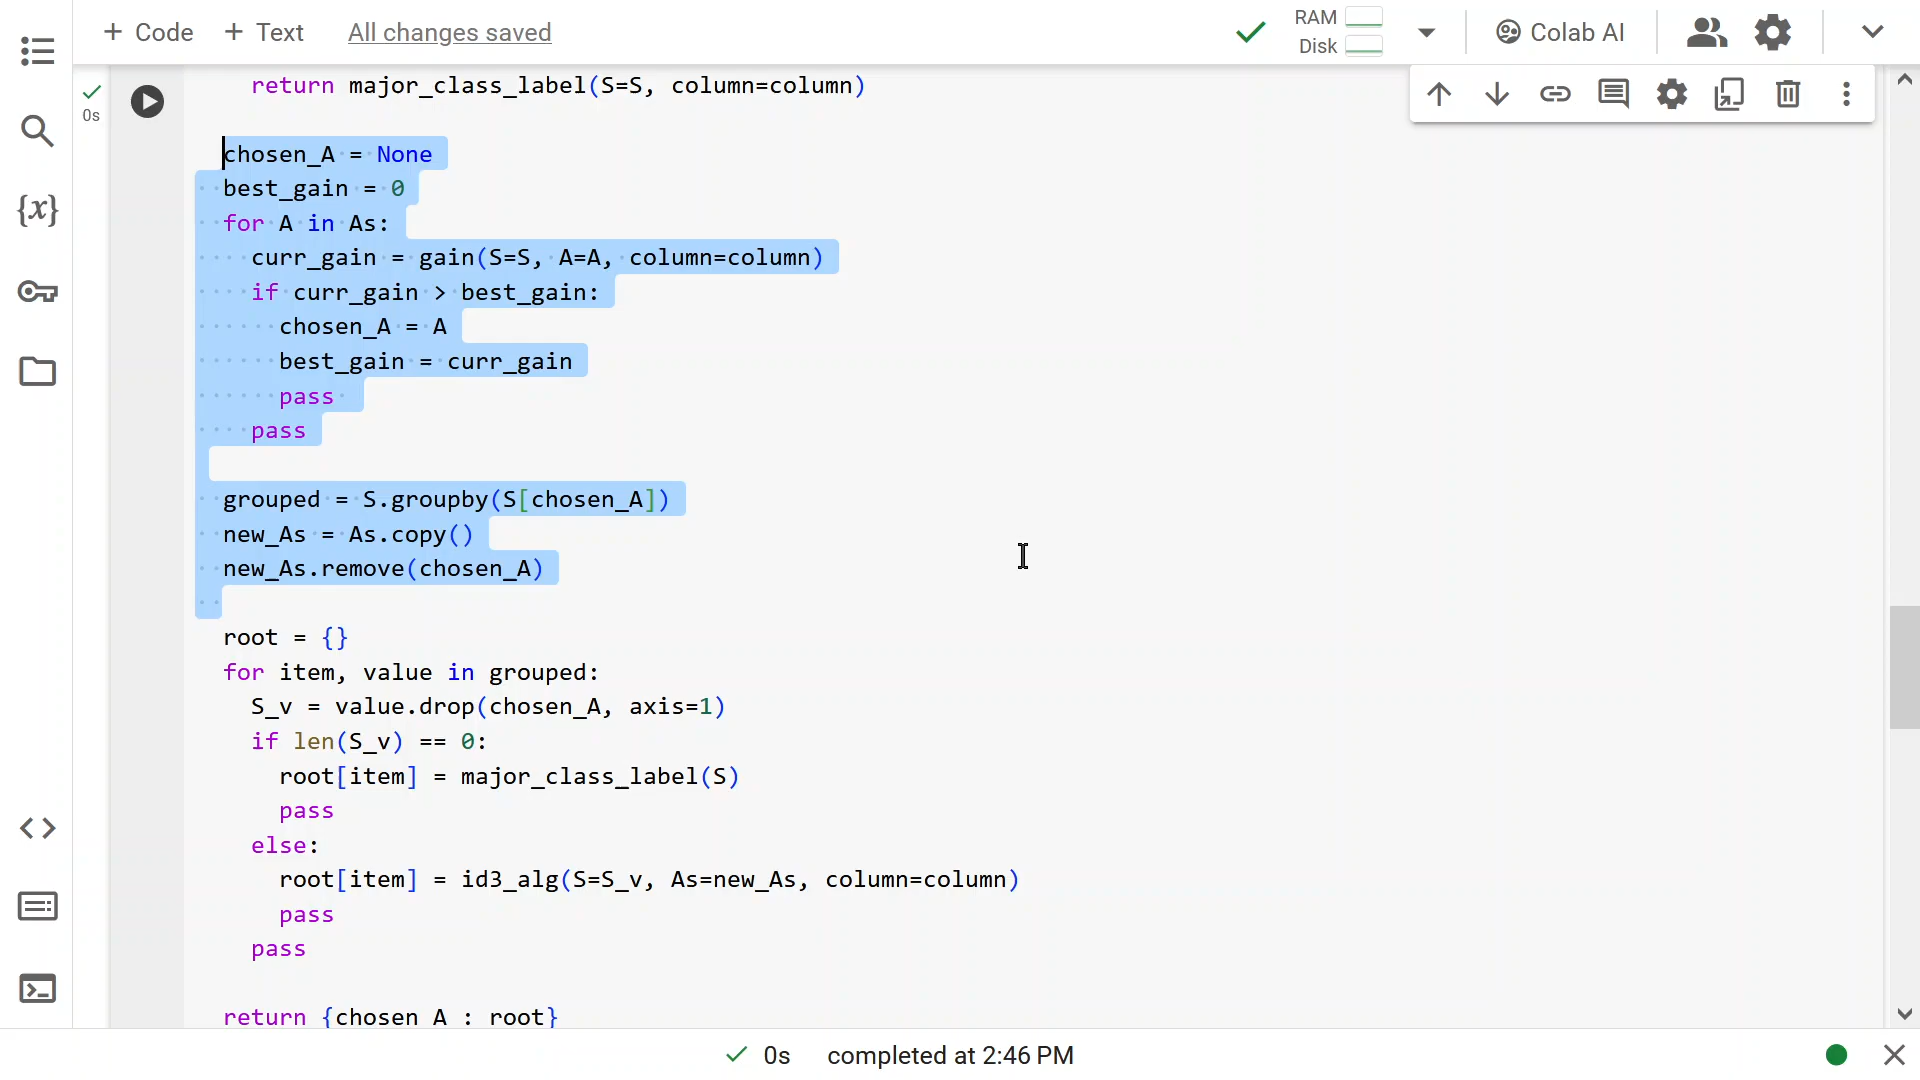 + Code + Text All changes saved
RAM
Disk
Colab AI
0s
return major_class_label(S=S, column=column)
chosen_A = None
best_gain = 0
for A in As:
curr_gain = gain(S=S, A=A, column=column)
if curr_gain > best_gain:
chosen_A = A
best_gain = curr_gain
pass
pass
grouped = S.groupby(S[chosen_A])
new_As = As.copy()
new_As.remove(chosen_A)
root = {}
for item, value in grouped:
S_v = value.drop(chosen_A, axis=1)
if len(S_v) == 0:
root[item] = major_class_label(S)
pass
else:
root[item] = id3_alg(S=S_v, As=new_As, column=column)
pass
pass
return {chosen_A : root}
0s completed at 2:46 PM